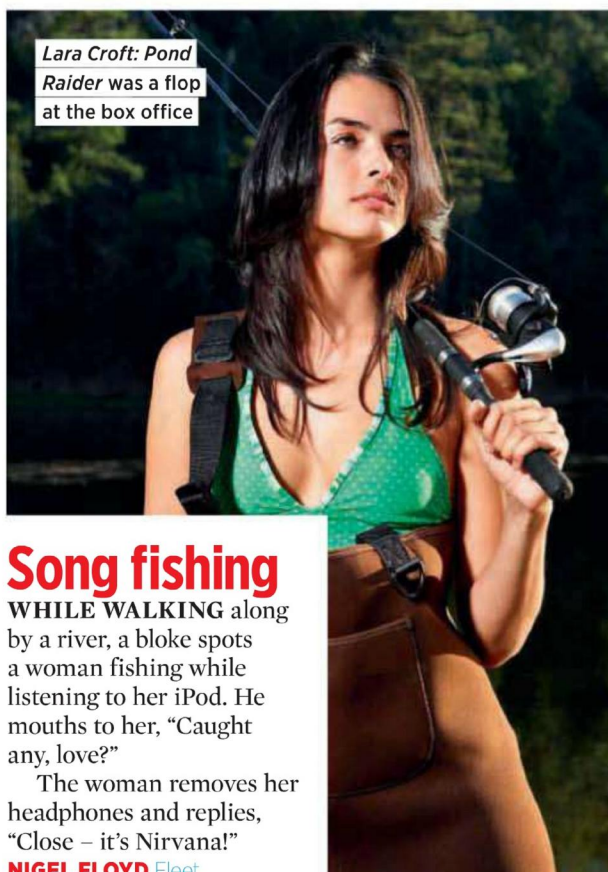 Lara Croft: Pond
Raider was a flop
at the box office
Song fishing
WHILE WALKING along
by a river, a bloke spots
a woman fishing while
listening to her iPod. He
mouths to her, “Caught
any, love?”
The woman removes her
headphones and replies,
“Close – it’s Nirvana!”
NIGEL FLOYD Fleet